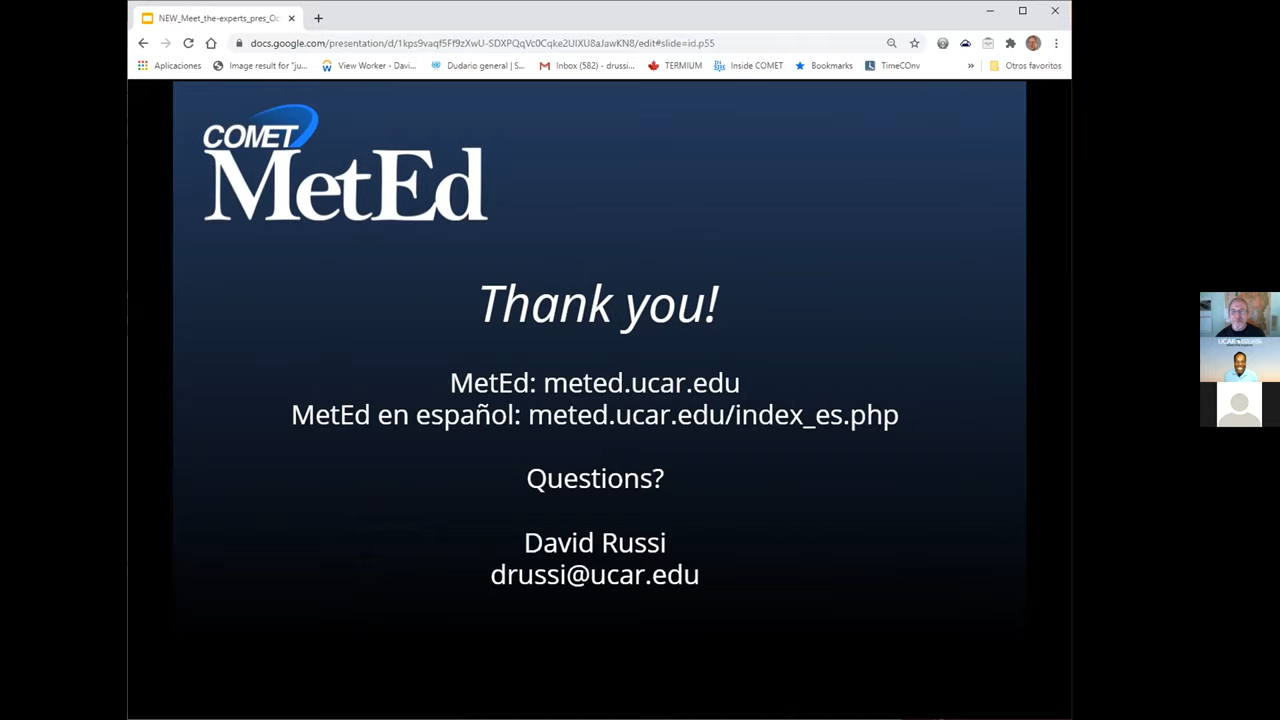 NEW_Meet_the-experts_pres_Oc
docs.google.com/presentation/d/1kps9vaqf5Ff9zXwU-SDXPQqVc0Cqke2UIXU8aJawKN8/edit#slide=id.p55
Aplicaciones
Image result for "ju...
View Worker - Davi...
Dudario general | S...
Inbox (582) - drussi...
TERMIUM
Inside COMET
Bookmarks
TimeCOnv
»
Otros favoritos
COMET
MetEd
Thank you!
MetEd: meted.ucar.edu
MetEd en español: meted.ucar.edu/index_es.php
Questions?
David Russi
drussi@ucar.edu
UCAR